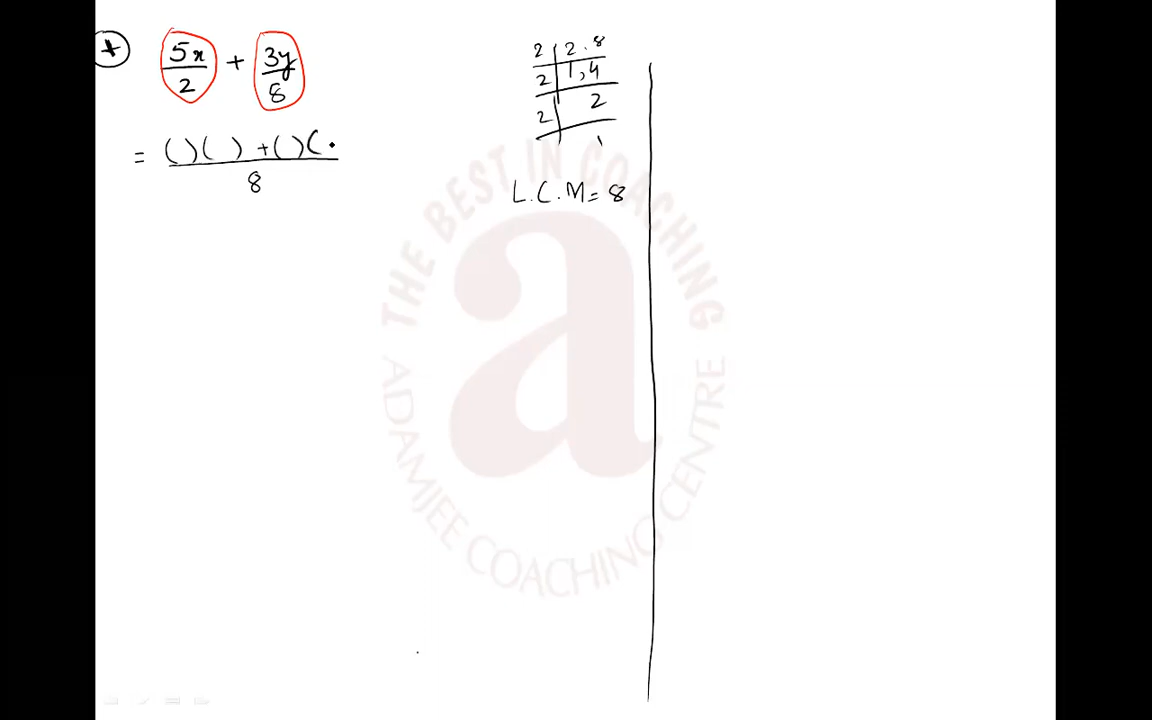 + 5x/2 + 3y/8
= ( )( ) + ( )( 
8
2 | 2 . 8
2 | 1 , 4
2 | 2
1
L.C.M = 8
THE BEST IN COACHING
a
ADAMJEE COACHING CENTRE